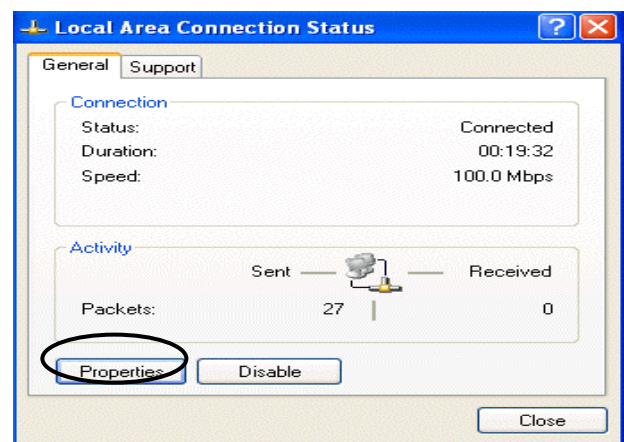 Local Area Connection Status
General Support
Connection
Status: Connected
Duration: 00:19:32
Speed: 100.0 Mbps
Activity
Sent Received
Packets: 27 0
Properties Disable
Close